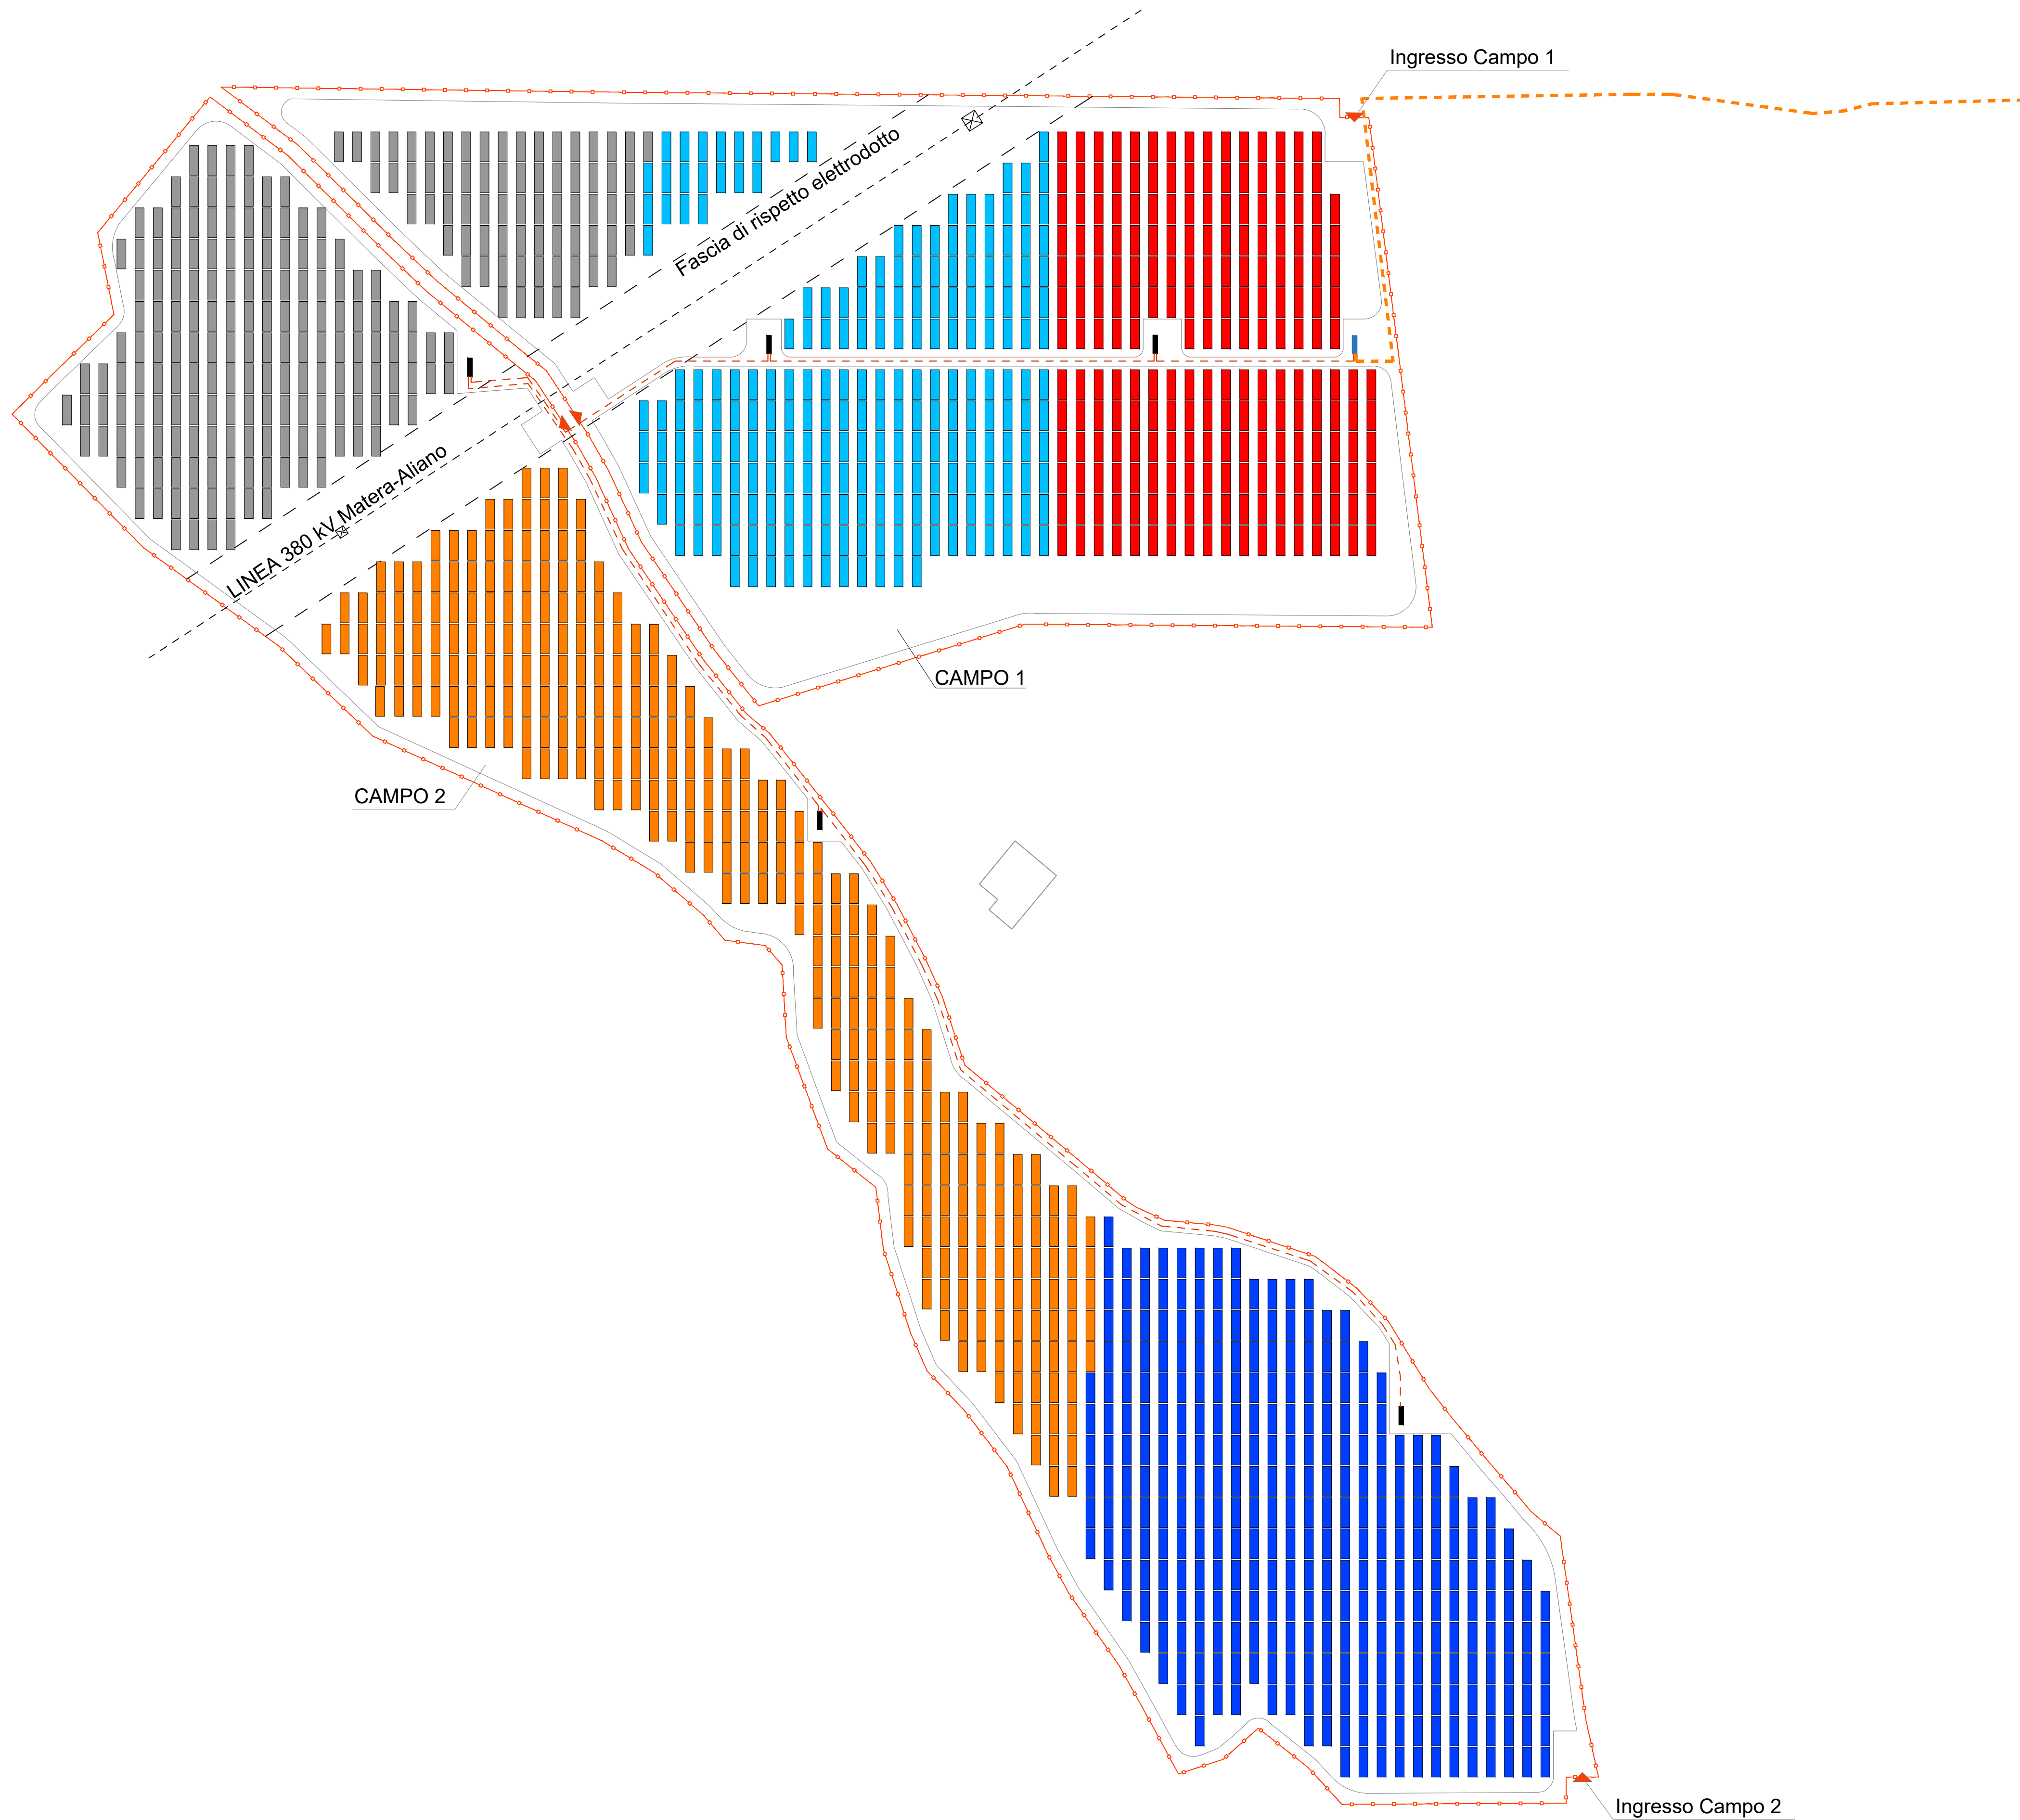 Ingresso Campo 1
Fascia di rispetto elettrodotto
LINEA 380 kV Matera-Aliano
CAMPO 1
CAMPO 2
Ingresso Campo 2